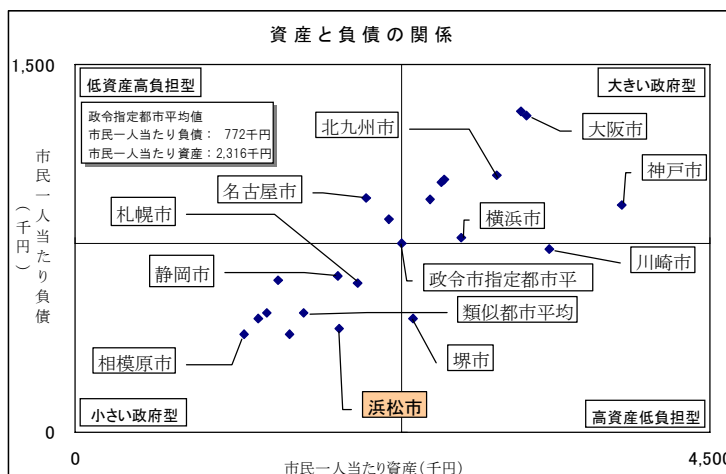 資産と負債の関係
1,500
低資産高負担型
大きい政府型
政令指定都市平均値
市民一人当たり負債： 772千円
市民一人当たり資産：2,316千円
北九州市
大阪市
神戸市
名古屋市
札幌市
横浜市
静岡市
政令市指定都市平
川崎市
類似都市平均
相模原市
堺市
浜松市
小さい政府型
高資産低負担型
0
0
4,500
市民一人当たり資産(千円)
市民一人当たり負債(千円)